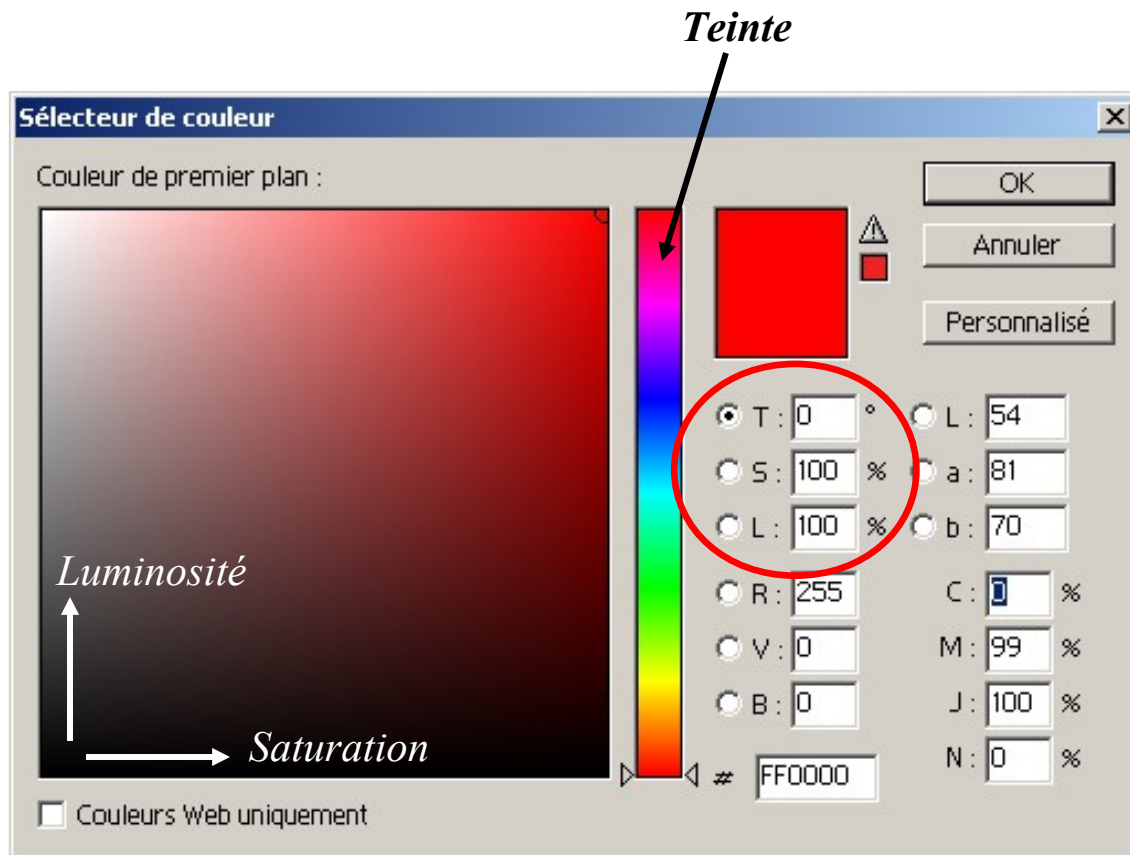 Teinte
Sélecteur de couleur
Couleur de premier plan :
OK
Annuler
Personnalisé
T : 0 °
L : 54
S : 100 %
a : 81
L : 100 %
b : 70
Luminosité
R : 255
C : 0 %
V : 0
M : 99 %
B : 0
J : 100 %
Saturation
N : 0 %
# FF0000
Couleurs Web uniquement